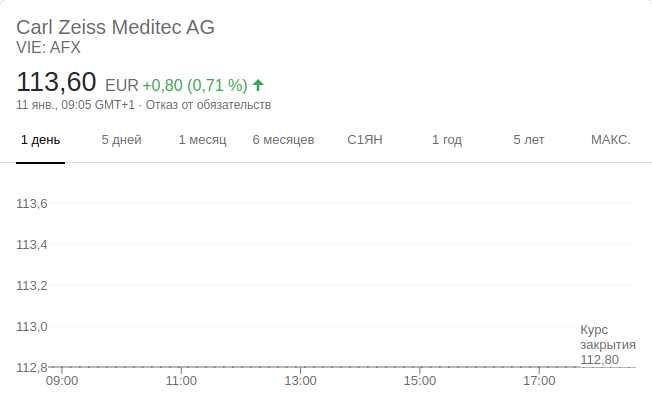 Carl Zeiss Meditec AG
VIE: AFX
113,60 EUR +0,80 (0,71 %) ↑
11 янв., 09:05 GMT+1 · Отказ от обязательств
1 день 5 дней 1 месяц 6 месяцев С1ЯН 1 год 5 лет МАКС.
113,6
113,4
113,2
113,0
Курс
закрытия
112,80
112,8
09:00 11:00 13:00 15:00 17:00